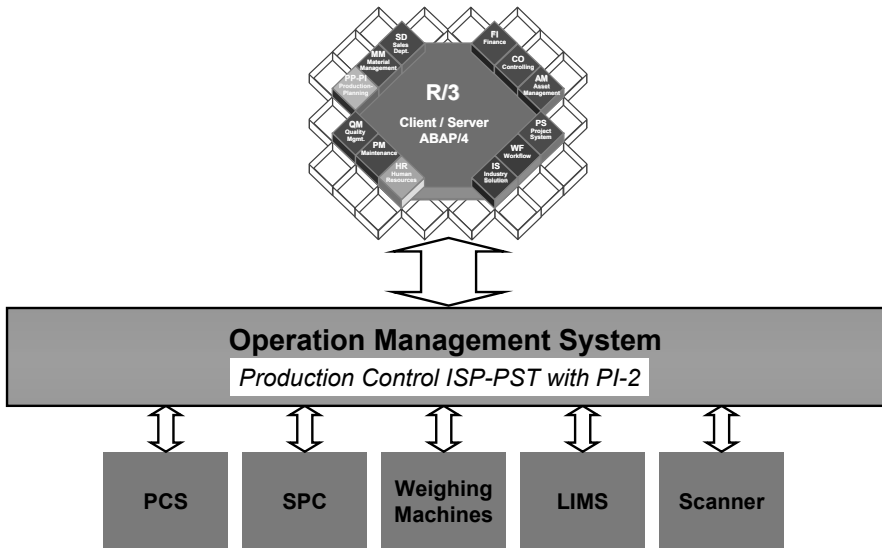 SD
Sales
Dept.
MM
Material
Management
PP-PI
Production-
Planning
QM
Quality
Mgmt.
PM
Maintenance
HR
Human
Resources
R/3
Client / Server
ABAP/4
FI
Finance
CO
Controlling
AM
Asset
Management
PS
Project
System
WF
Workflow
IS
Industry
Solution
Operation Management System
Production Control ISP-PST with PI-2
PCS
SPC
Weighing
Machines
LIMS
Scanner